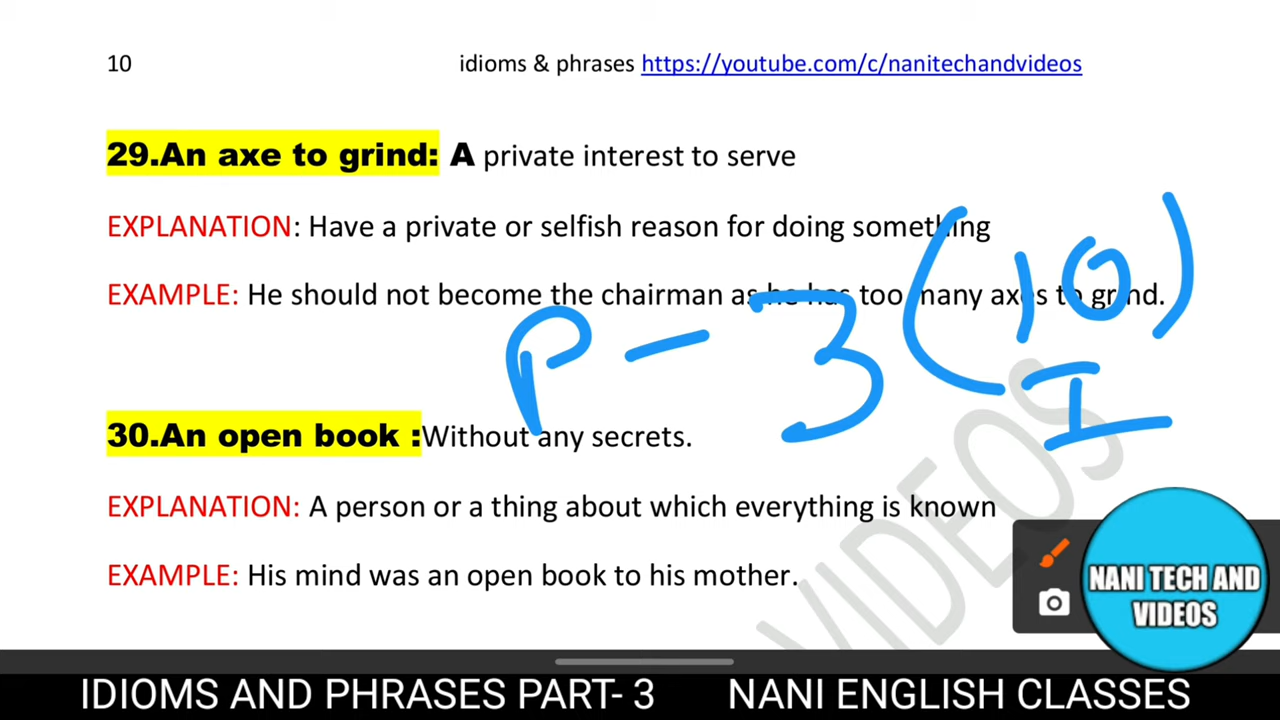 10 idioms & phrases https://youtube.com/c/nanitechandvideos
29.An axe to grind: A private interest to serve
EXPLANATION: Have a private or selfish reason for doing something
EXAMPLE: He should not become the chairman as he has too many axes to grind.
P - 3 (10)
I
30.An open book :Without any secrets.
EXPLANATION: A person or a thing about which everything is known
EXAMPLE: His mind was an open book to his mother.
VIDEOS
NANI TECH AND
VIDEOS
IDIOMS AND PHRASES PART- 3 NANI ENGLISH CLASSES